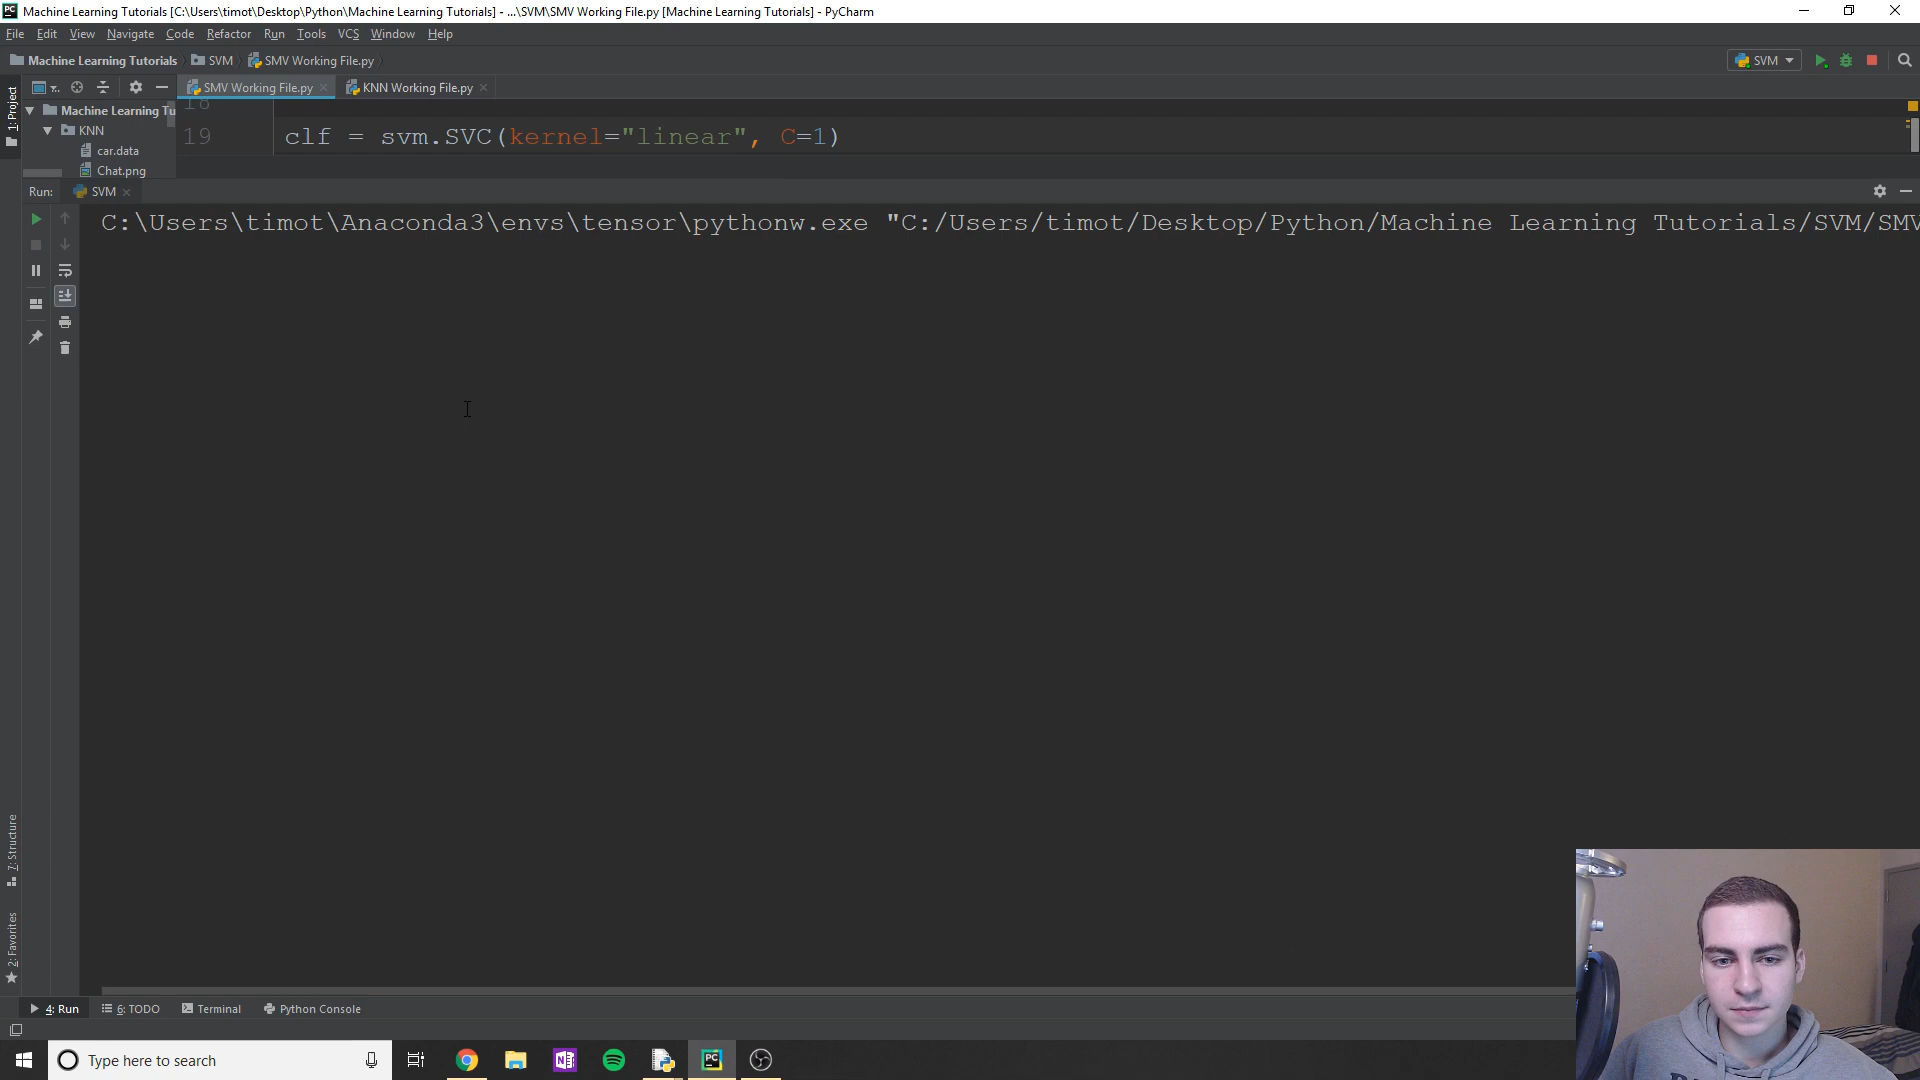 Machine Learning Tutorials [C:\Users\timot\Desktop\Python\Machine Learning Tutorials] - ...\SVM\SMV Working File.py [Machine Learning Tutorials] - PyCharm
File Edit View Navigate Code Refactor Run Tools VCS Window Help
Machine Learning Tutorials SVM SMV Working File.py SVM
SMV Working File.py KNN Working File.py
1: Project
Machine Learning Tu
KNN
car.data
Chat.png
18
19 clf = svm.SVC(kernel="linear", C=1)
Run: SVM
C:\Users\timot\Anaconda3\envs\tensor\pythonw.exe "C:/Users/timot/Desktop/Python/Machine Learning Tutorials/SVM/SMV
7: Structure
2: Favorites
4: Run 6: TODO Terminal Python Console
Type here to search